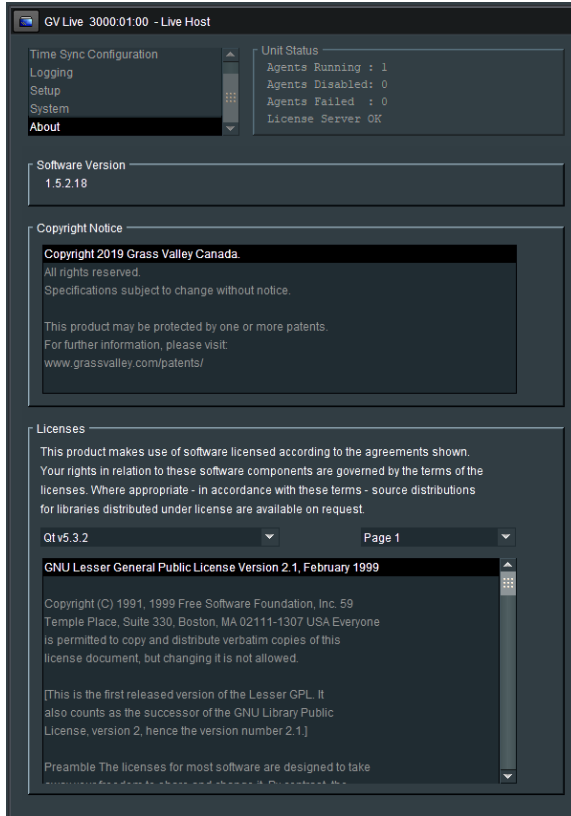 GV Live 3000:01:00 - Live Host
Time Sync Configuration
Logging
Setup
System
About
Unit Status
Agents Running : 1
Agents Disabled: 0
Agents Failed : 0
License Server OK
Software Version
1.5.2.18
Copyright Notice
Copyright 2019 Grass Valley Canada.
All rights reserved.
Specifications subject to change without notice.
This product may be protected by one or more patents.
For further information, please visit:
www.grassvalley.com/patents/
Licenses
This product makes use of software licensed according to the agreements shown.
Your rights in relation to these software components are governed by the terms of the
licenses. Where appropriate - in accordance with these terms - source distributions
for libraries distributed under license are available on request.
Qt v5.3.2
Page 1
GNU Lesser General Public License Version 2.1, February 1999
Copyright (C) 1991, 1999 Free Software Foundation, Inc. 59
Temple Place, Suite 330, Boston, MA 02111-1307 USA Everyone
is permitted to copy and distribute verbatim copies of this
license document, but changing it is not allowed.
[This is the first released version of the Lesser GPL. It
also counts as the successor of the GNU Library Public
License, version 2, hence the version number 2.1.]
Preamble The licenses for most software are designed to take